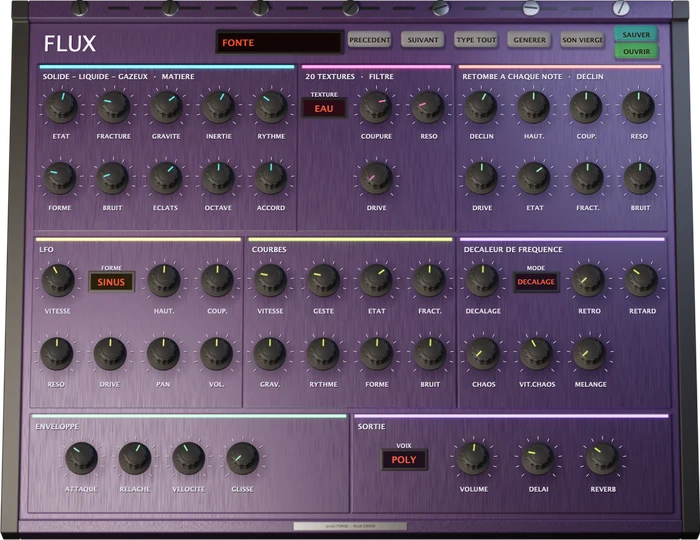 FLUX
FONTE
PRECEDENT
SUIVANT
TYPE TOUT
GENERER
SON VIERGE
SAUVER
OUVRIR
SOLIDE - LIQUIDE - GAZEUX · MATIERE
ETAT FRACTURE GRAVITE INERTIE RYTHME
FORME BRUIT ECLATS OCTAVE ACCORD
20 TEXTURES · FILTRE
TEXTURE
EAU
COUPURE RESO
DRIVE
RETOMBE A CHAQUE NOTE · DECLIN
DECLIN HAUT. COUP. RESO
DRIVE ETAT FRACT. BRUIT
LFO
FORME
SINUS
VITESSE HAUT. COUP.
RESO DRIVE PAN VOL.
COURBES
VITESSE GESTE ETAT FRACT.
GRAV. RYTHME FORME BRUIT
DECALEUR DE FREQUENCE
MODE
DECALAGE
DECALAGE RETRO RETARD
CHAOS VIT.CHAOS MELANGE
ENVELOPPE
ATTAQUE RELACHE VELOCITE GLISSE
SORTIE
VOIX
POLY
VOLUME DELAI REVERB